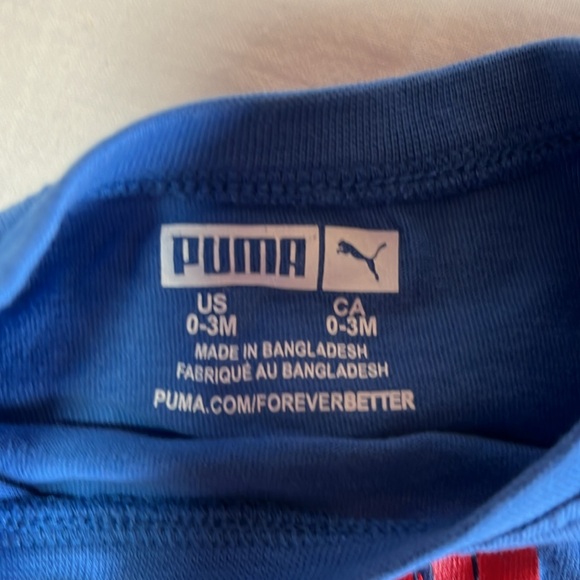 PUMA
US CA
0-3M 0-3M
MADE IN BANGLADESH
FABRIQUÉ AU BANGLADESH
PUMA.COM/FOREVERBETTER